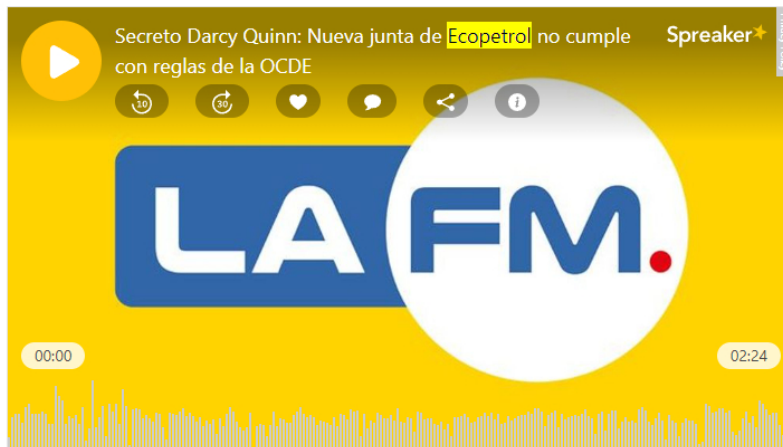 Secreto Darcy Quinn: Nueva junta de Ecopetrol no cumple
con reglas de la OCDE
Spreaker
10
30
LA FM.
00:00
02:24